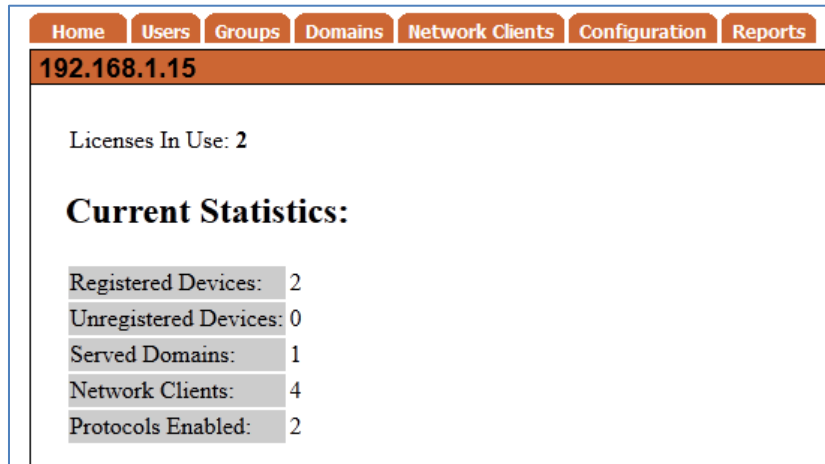 Home Users Groups Domains Network Clients Configuration Reports
192.168.1.15
Licenses In Use: 2
Current Statistics:
Registered Devices: 2
Unregistered Devices: 0
Served Domains: 1
Network Clients: 4
Protocols Enabled: 2